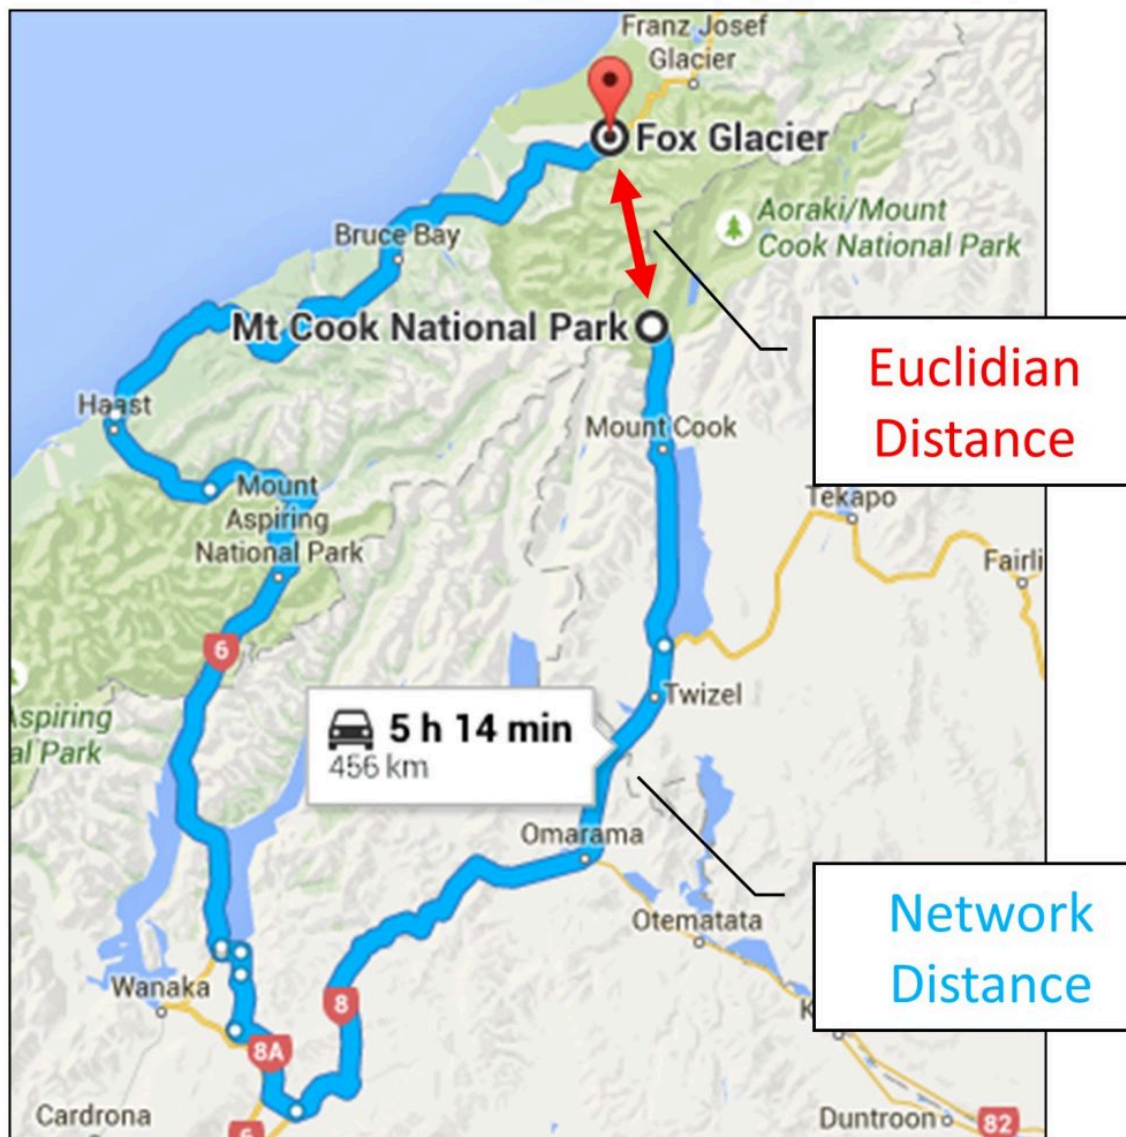 Franz Josef
Glacier
Fox Glacier
Aoraki/Mount
Cook National Park
Bruce Bay
Mt Cook National Park
Euclidian
Distance
Haast
Mount Cook
Mount
Aspiring
National Park
Tekapo
Fairli
6
Twizel
spiring
al Park
5 h 14 min
456 km
Omarama
Otematata
Network
Distance
Wanaka
8
K
8A
Cardrona
6
Duntroon
82